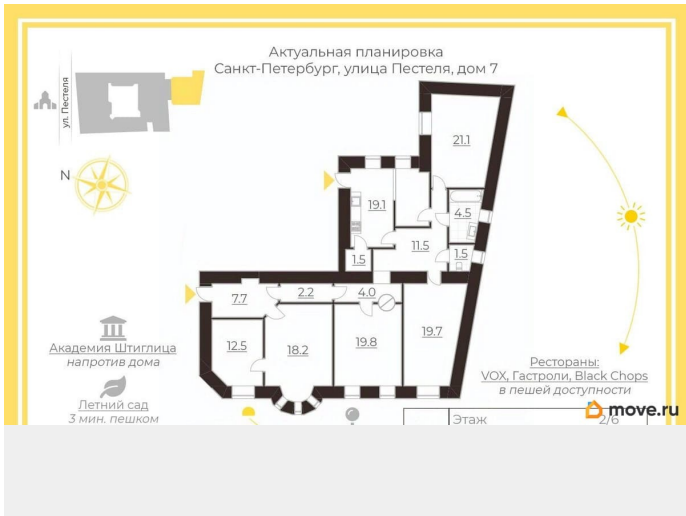 Актуальная планировка
Санкт-Петербург, улица Пестеля, дом 7
ул. Пестеля
N
21.1
19.1
4.5
11.5
1.5
1.5
7.7
2.2
4.0
12.5
18.2
19.8
19.7
Академия Штиглица
напротив дома
Летний сад
3 мин. пешком
Рестораны:
VOX, Гастроли, Black Chops
в пешей доступности
move.ru
Этаж 2/6